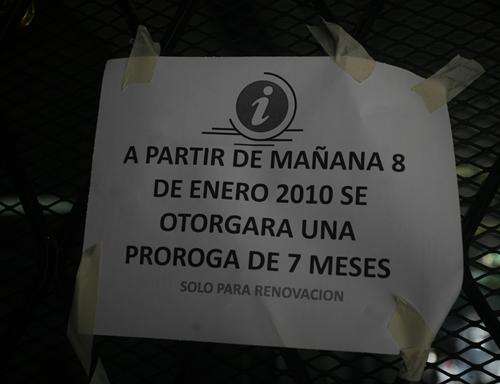 i
A PARTIR DE MAÑANA 8
DE ENERO 2010 SE
OTORGARA UNA
PROROGA DE 7 MESES
SOLO PARA RENOVACION